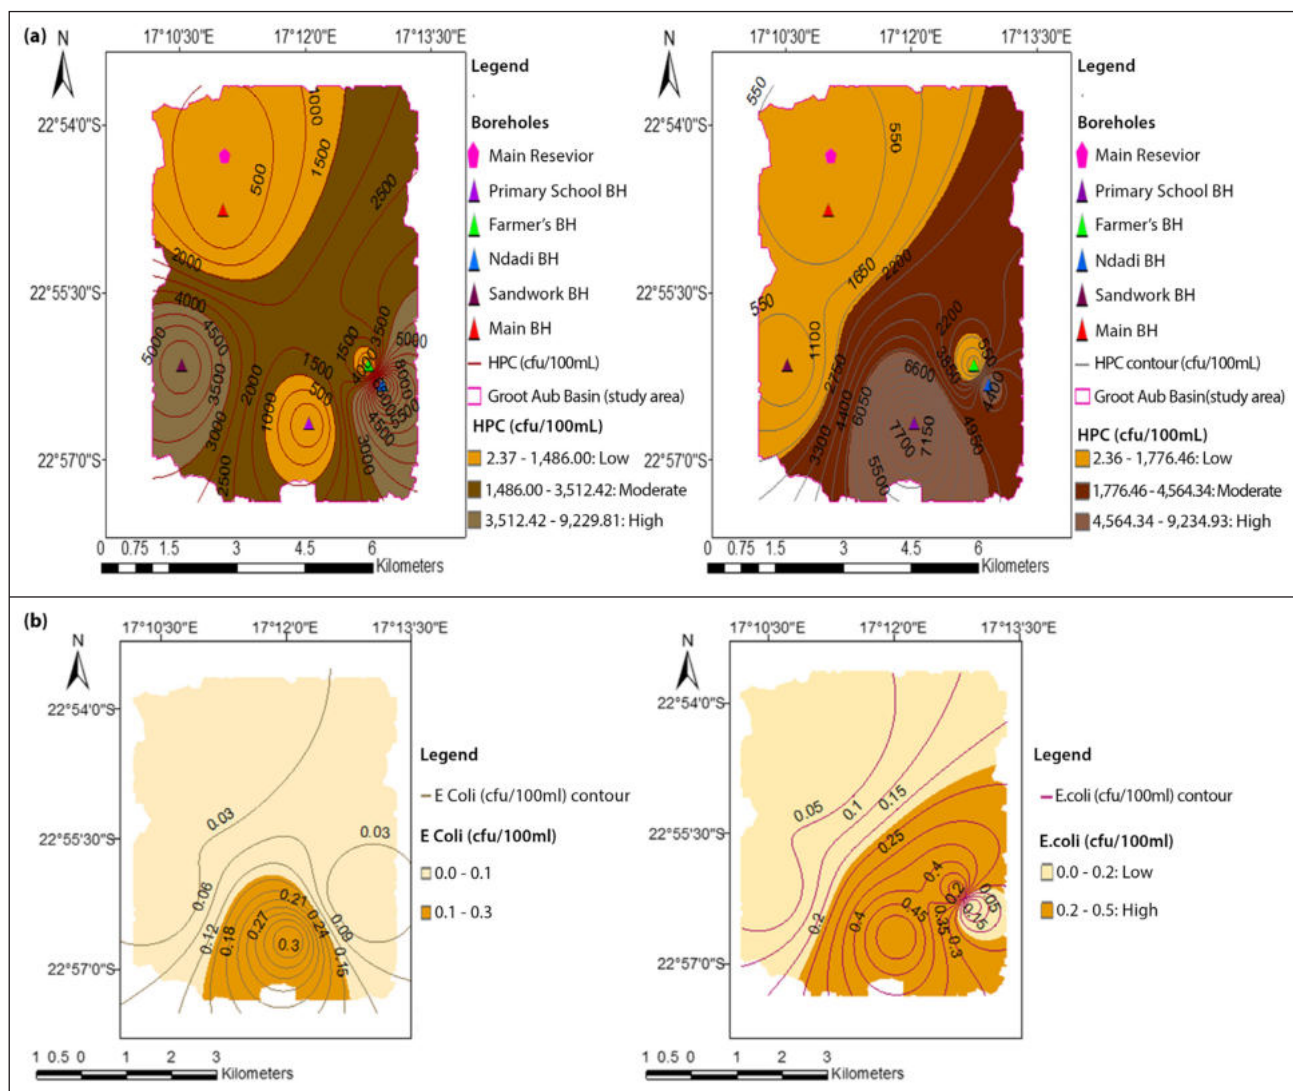 (a)
N
17°10'30"E
17°12'0"E
17°13'30"E
22°54'0"S
22°55'30"S
22°57'0"S
1000
1500
500
2500
2000
4000
5000
4500
3500
2000
3000
2500
1500
500
1000
1500
4000
3500
5000
8000
5500
4500
3000
Legend
Boreholes
Main Resevior
Primary School BH
Farmer's BH
Ndadi BH
Sandwork BH
Main BH
HPC (cfu/100mL)
Groot Aub Basin (study area)
HPC (cfu/100mL)
2.37 - 1,486.00: Low
1,486.00 - 3,512.42: Moderate
3,512.42 - 9,229.81: High
0 0.75 1.5 3 4.5 6
Kilometers
N
17°10'30"E
17°12'0"E
17°13'30"E
22°54'0"S
22°55'30"S
22°57'0"S
550
550
1650
2200
550
1100
2750
2200
550
3850
6600
4400
4400
6050
3300
7700
7150
4950
5500
Legend
Boreholes
Main Resevior
Primary School BH
Farmer's BH
Ndadi BH
Sandwork BH
Main BH
HPC contour (cfu/100mL)
Groot Aub Basin(study area)
HPC (cfu/100mL)
2.36 - 1,776.46: Low
1,776.46 - 4,564.34: Moderate
4,564.34 - 9,234.93: High
0 0.75 1.5 3 4.5 6
Kilometers
(b)
N
17°10'30"E
17°12'0"E
17°13'30"E
22°54'0"S
22°55'30"S
22°57'0"S
0.03
0.03
0.06
0.21
0.12
0.18
0.27
0.24
0.09
0.3
0.15
Legend
E Coli (cfu/100ml) contour
E Coli (cfu/100ml)
0.0 - 0.1
0.1 - 0.3
1 0.5 0 1 2 3
Kilometers
N
17°10'30"E
17°12'0"E
17°13'30"E
22°54'0"S
22°55'30"S
22°57'0"S
0.05
0.1
0.15
0.25
0.4
0.2
0.05
0.15
0.2
0.4
0.45
0.35
0.3
Legend
E.coli (cfu/100ml) contour
E.coli (cfu/100ml)
0.0 - 0.2: Low
0.2 - 0.5: High
1 0.5 0 1 2 3
Kilometers